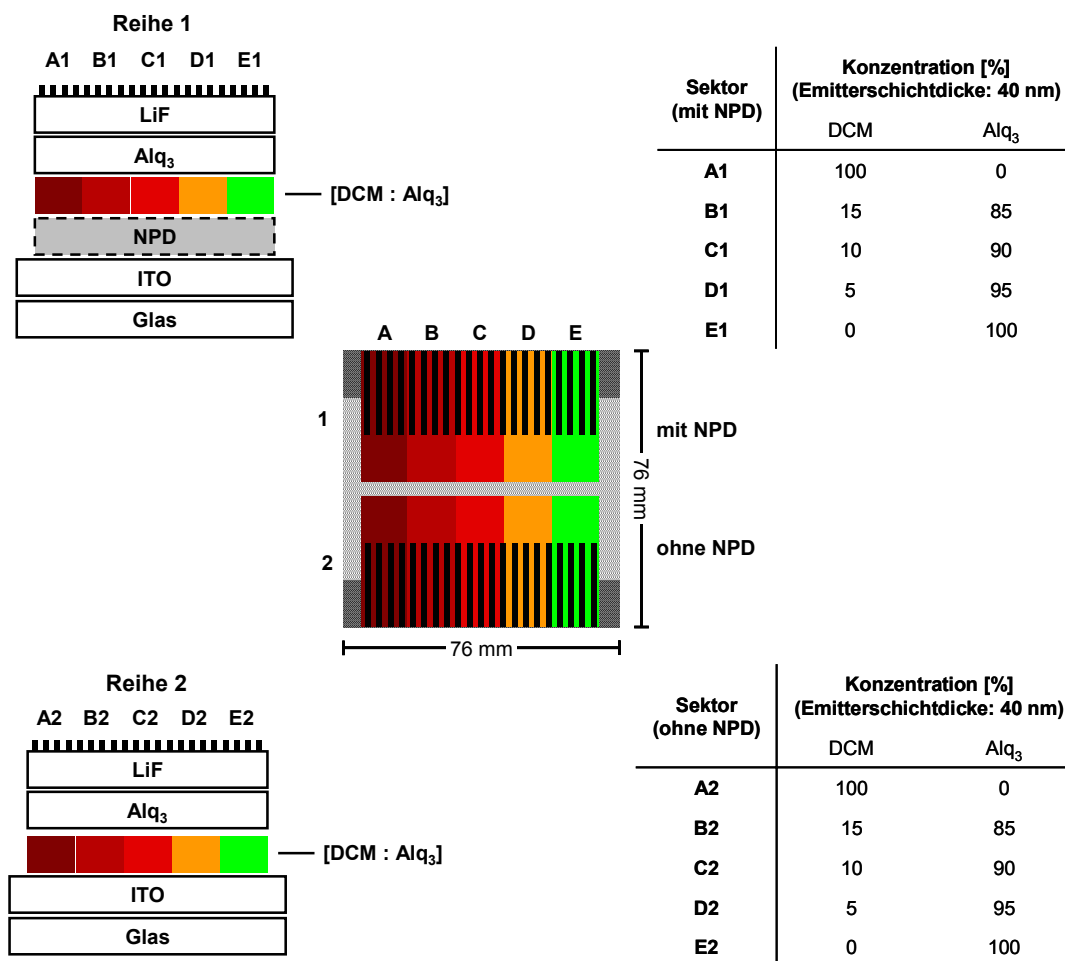 Reihe 1
A1 B1 C1 D1 E1
LiF
Alq₃
[DCM : Alq₃]
NPD
ITO
Glas
Sektor
(mit NPD)
Konzentration [%]
(Emitterschichtdicke: 40 nm)
DCM Alq₃
A1 100 0
B1 15 85
C1 10 90
D1 5 95
E1 0 100
A B C D E
1
mit NPD
76 mm
2
ohne NPD
76 mm
Reihe 2
A2 B2 C2 D2 E2
LiF
Alq₃
[DCM : Alq₃]
ITO
Glas
Sektor
(ohne NPD)
Konzentration [%]
(Emitterschichtdicke: 40 nm)
DCM Alq₃
A2 100 0
B2 15 85
C2 10 90
D2 5 95
E2 0 100